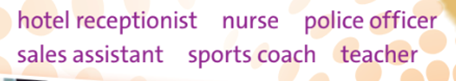 hotel receptionist nurse police officer
sales assistant sports coach teacher